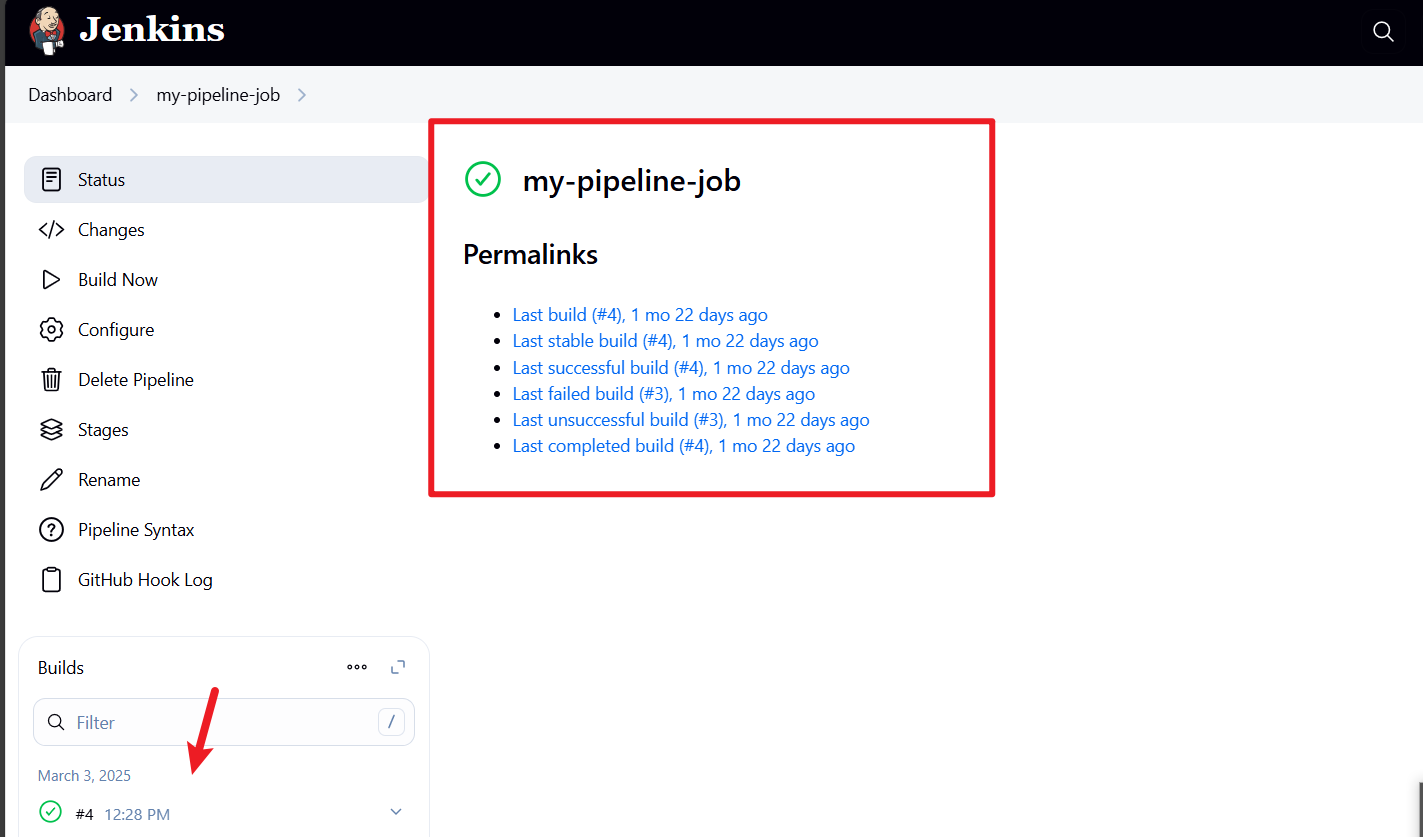 Jenkins
Dashboard
my-pipeline-job
Status
Changes
Build Now
Configure
Delete Pipeline
Stages
Rename
Pipeline Syntax
GitHub Hook Log
my-pipeline-job
Permalinks
Last build (#4), 1 mo 22 days ago
Last stable build (#4), 1 mo 22 days ago
Last successful build (#4), 1 mo 22 days ago
Last failed build (#3), 1 mo 22 days ago
Last unsuccessful build (#3), 1 mo 22 days ago
Last completed build (#4), 1 mo 22 days ago
Builds
Filter /
March 3, 2025
#4 12:28 PM